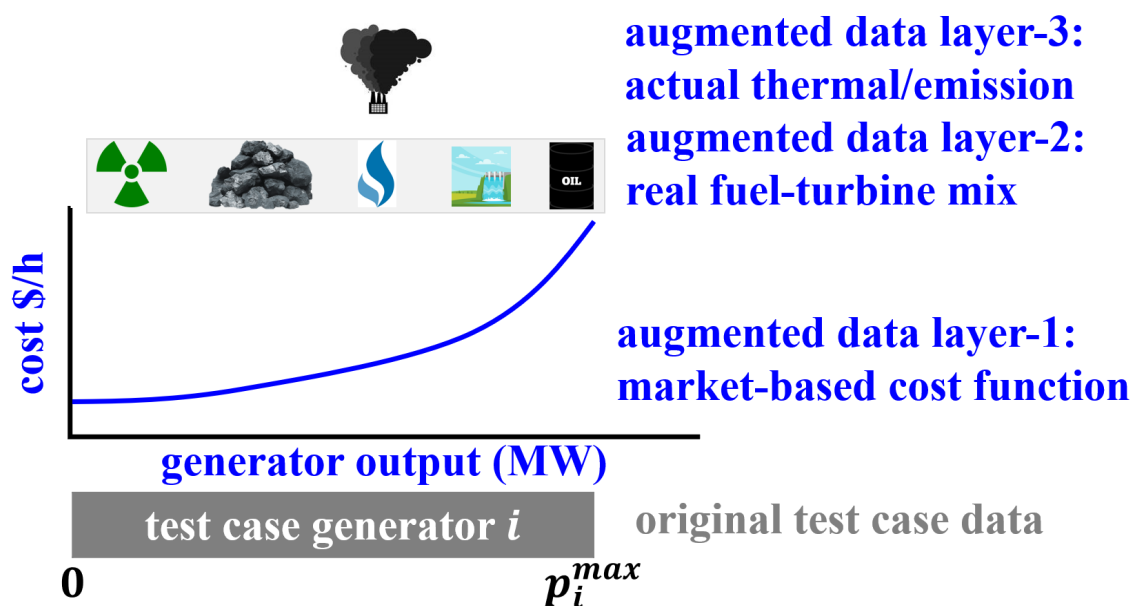 augmented data layer-3:
actual thermal/emission
augmented data layer-2:
real fuel-turbine mix
OIL
cost $/h
augmented data layer-1:
market-based cost function
generator output (MW)
test case generator i
original test case data
0
p_i^{max}